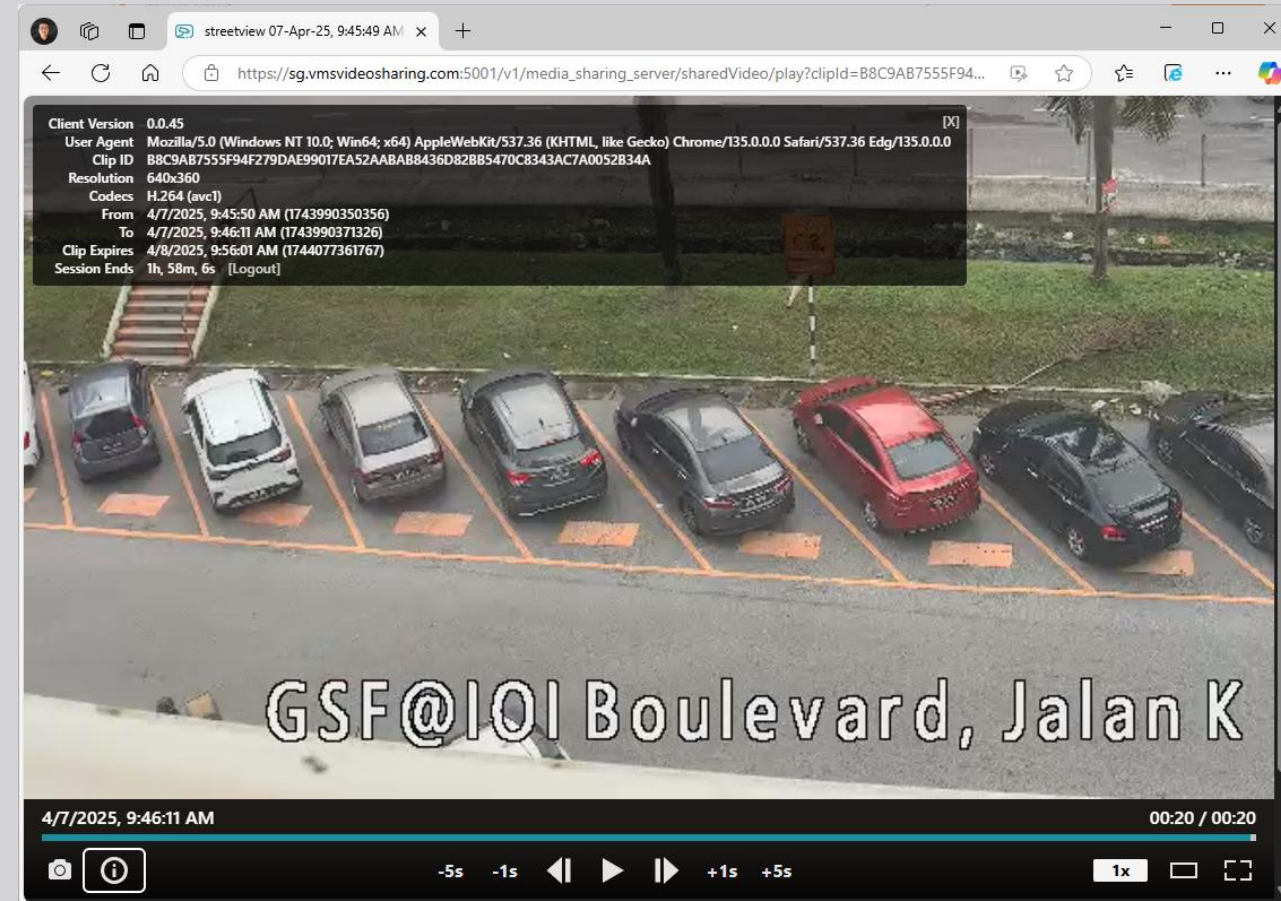 streetview 07-Apr-25, 9:45:49 AM
https://sg.vmsvideosharing.com:5001/v1/media_sharing_server/sharedVideo/play?clipId=B8C9AB7555F94...
[X]
Client Version 0.0.45
User Agent Mozilla/5.0 (Windows NT 10.0; Win64; x64) AppleWebKit/537.36 (KHTML, like Gecko) Chrome/135.0.0.0 Safari/537.36 Edg/135.0.0.0
Clip ID B8C9AB7555F94F279DAE99017EA52AABAB8436D82BB5470C8343AC7A0052B34A
Resolution 640x360
Codecs H.264 (avc1)
From 4/7/2025, 9:45:50 AM (1743990350356)
To 4/7/2025, 9:46:11 AM (1743990371326)
Clip Expires 4/8/2025, 9:56:01 AM (1744077361767)
Session Ends 1h, 58m, 6s [Logout]
GSF@IOI Boulevard, Jalan K
4/7/2025, 9:46:11 AM 00:20 / 00:20
-5s -1s +1s +5s 1x